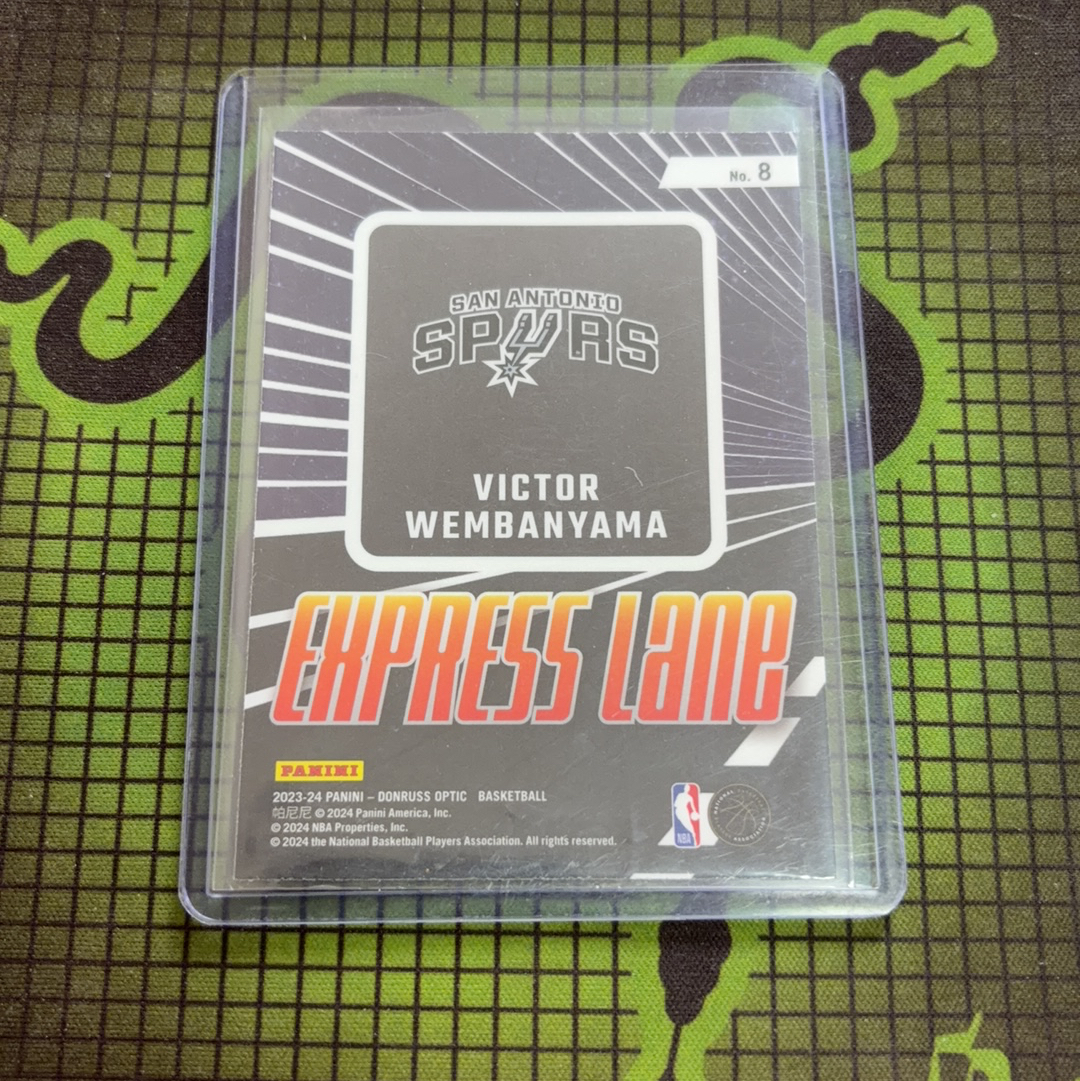 No. 8
SAN ANTONIO
SPURS
VICTOR
WEMBANYAMA
EXPRESS Lane
PANINI
2023-24 PANINI – DONRUSS OPTIC BASKETBALL
帕尼尼 © 2024 Panini America, Inc.
© 2024 NBA Properties, Inc.
© 2024 the National Basketball Players Association. All rights reserved.
NBA